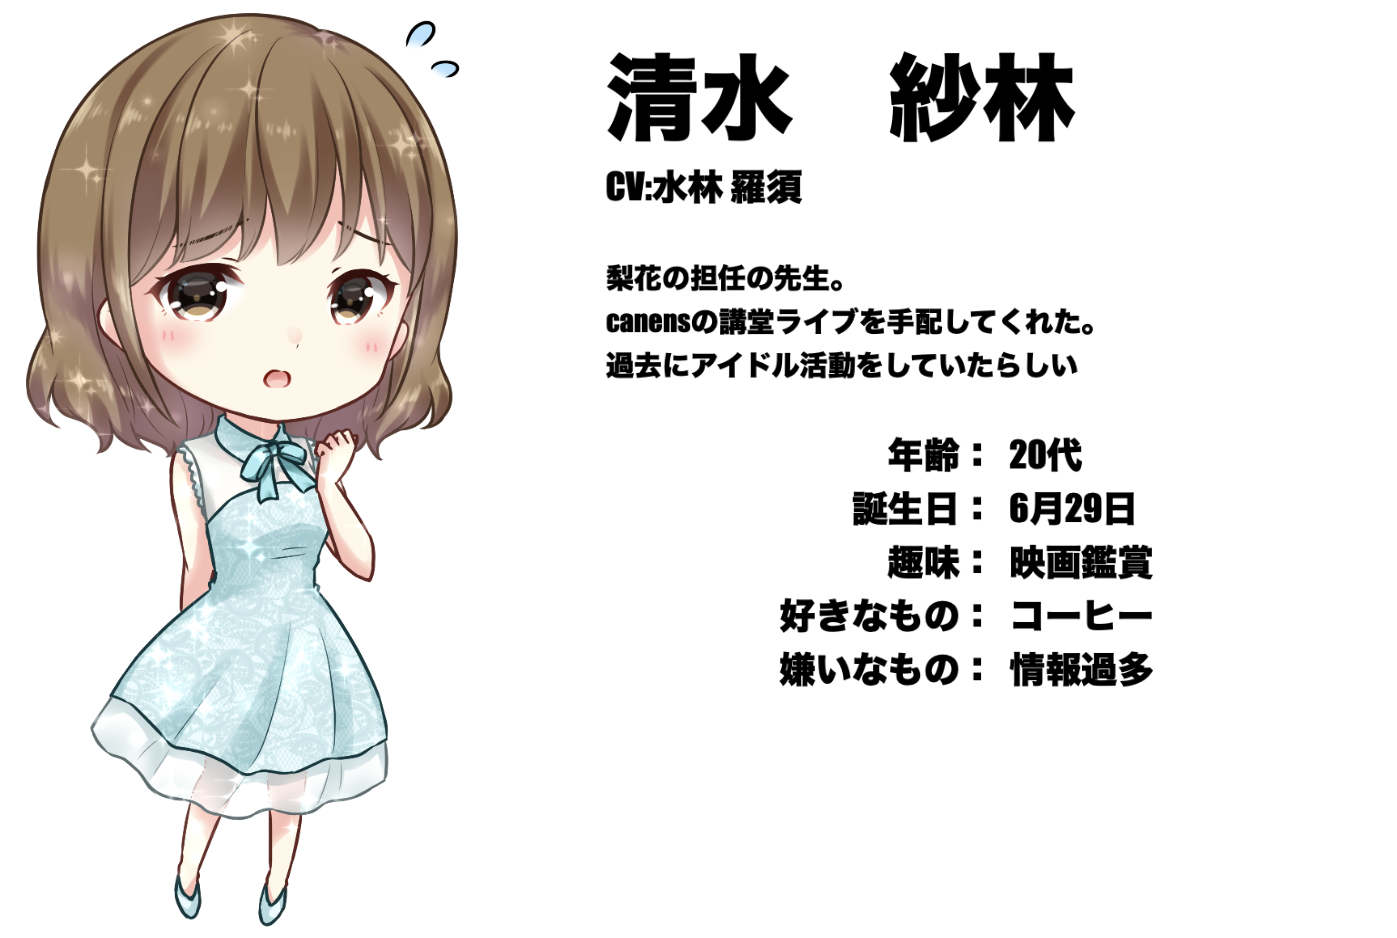 清水　紗林
CV:水林 羅須
梨花の担任の先生。
canensの講堂ライブを手配してくれた。
過去にアイドル活動をしていたらしい
年齢： 20代
誕生日： 6月29日
趣味： 映画鑑賞
好きなもの： コーヒー
嫌いなもの： 情報過多